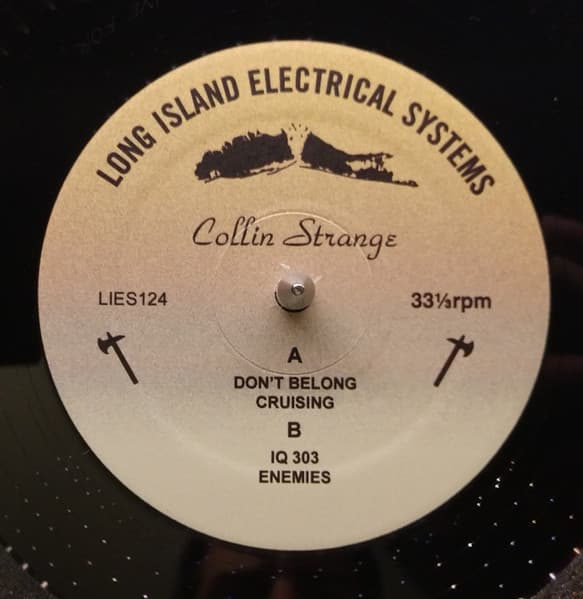 LONG ISLAND ELECTRICAL SYSTEMS
Collin Strange
LIES124
33⅓rpm
A
DON'T BELONG
CRUISING
B
IQ 303
ENEMIES